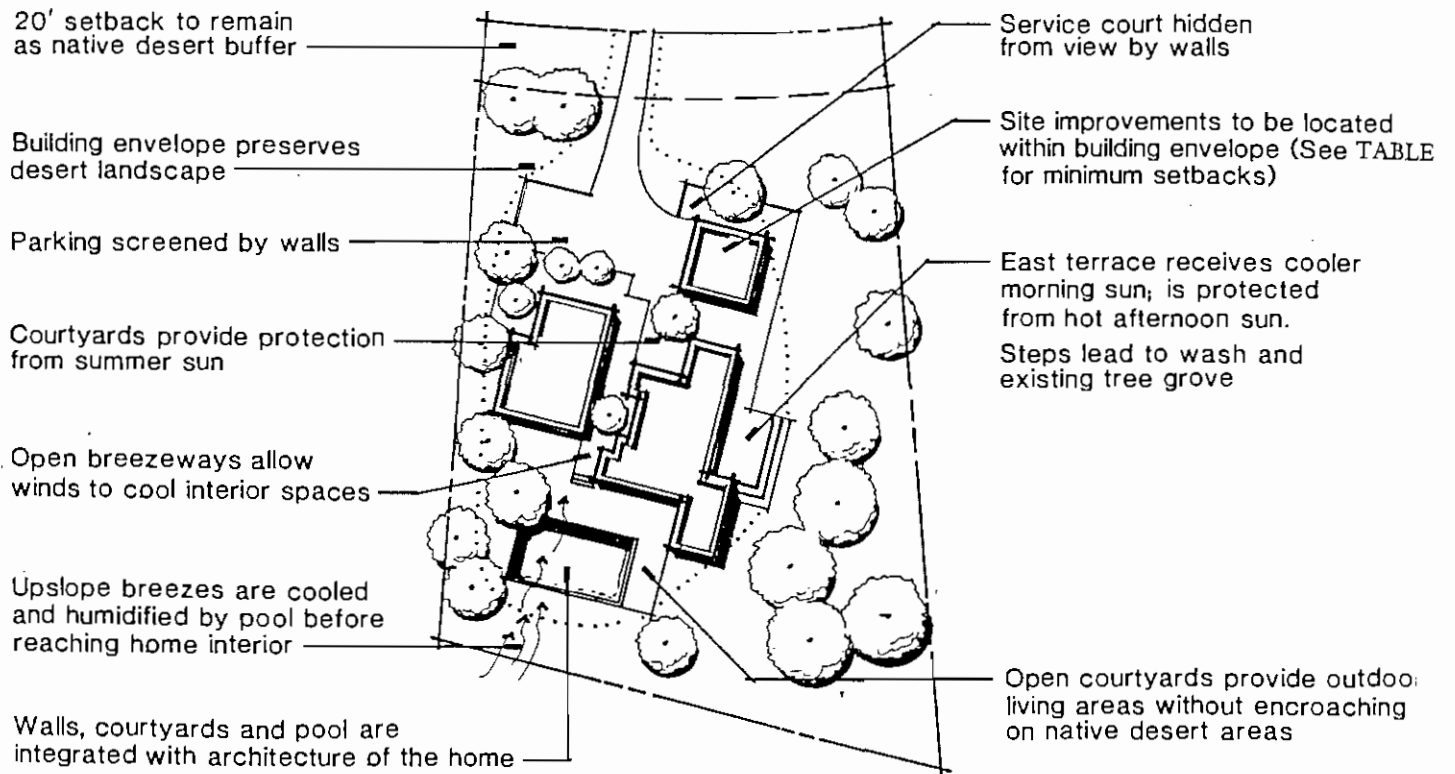 20' setback to remain
as native desert buffer
Building envelope preserves
desert landscape
Parking screened by walls
Courtyards provide protection
from summer sun
Open breezeways allow
winds to cool interior spaces
Upslope breezes are cooled
and humidified by pool before
reaching home interior
Walls, courtyards and pool are
integrated with architecture of the home
Service court hidden
from view by walls
Site improvements to be located
within building envelope (See TABLE
for minimum setbacks)
East terrace receives cooler
morning sun; is protected
from hot afternoon sun.
Steps lead to wash and
existing tree grove
Open courtyards provide outdoo
living areas without encroaching
on native desert areas